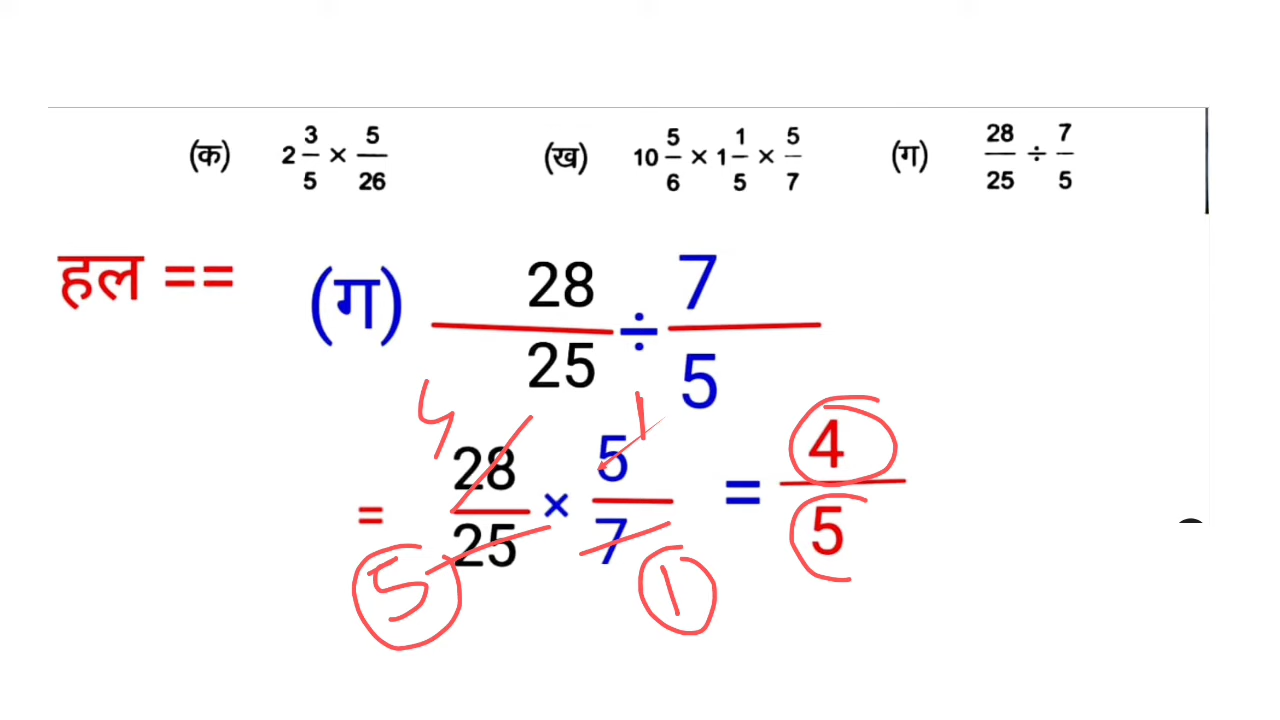 (क) 2 3/5 × 5/26 (ख) 10 5/6 × 1 1/5 × 5/7 (ग) 28/25 ÷ 7/5
हल == (ग) 28/25 ÷ 7/5
4 1
= 28/25 × 5/7 = 4/5
5 1